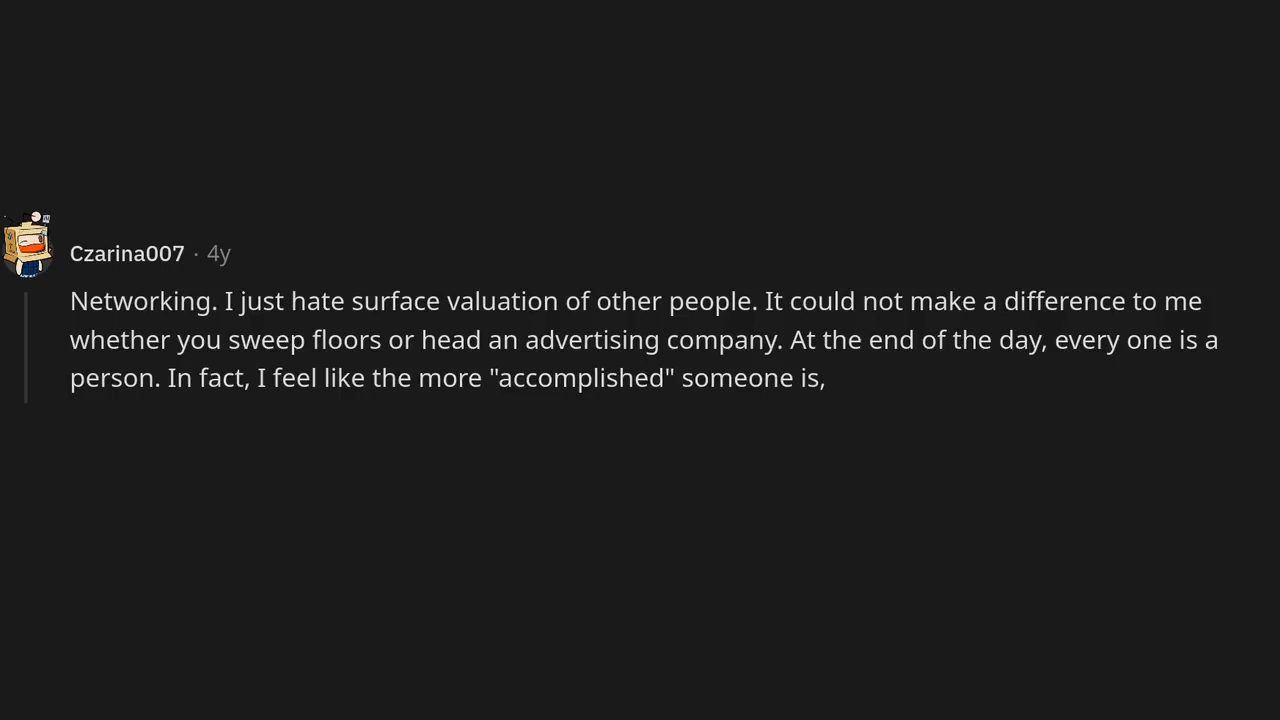 Czarina007 · 4y
Networking. I just hate surface valuation of other people. It could not make a difference to me
whether you sweep floors or head an advertising company. At the end of the day, every one is a
person. In fact, I feel like the more "accomplished" someone is,